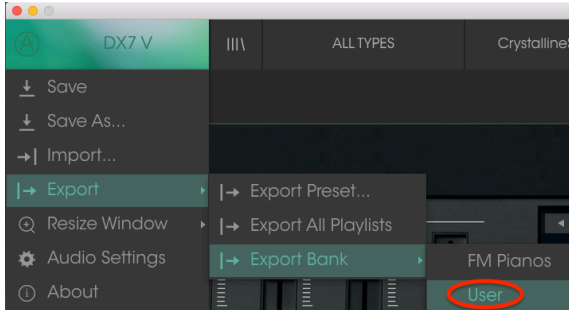 DX7 V
ALL TYPES
Crystalline
Save
Save As...
Import...
Export
Export Preset...
Resize Window
Export All Playlists
Audio Settings
Export Bank
FM Pianos
About
User